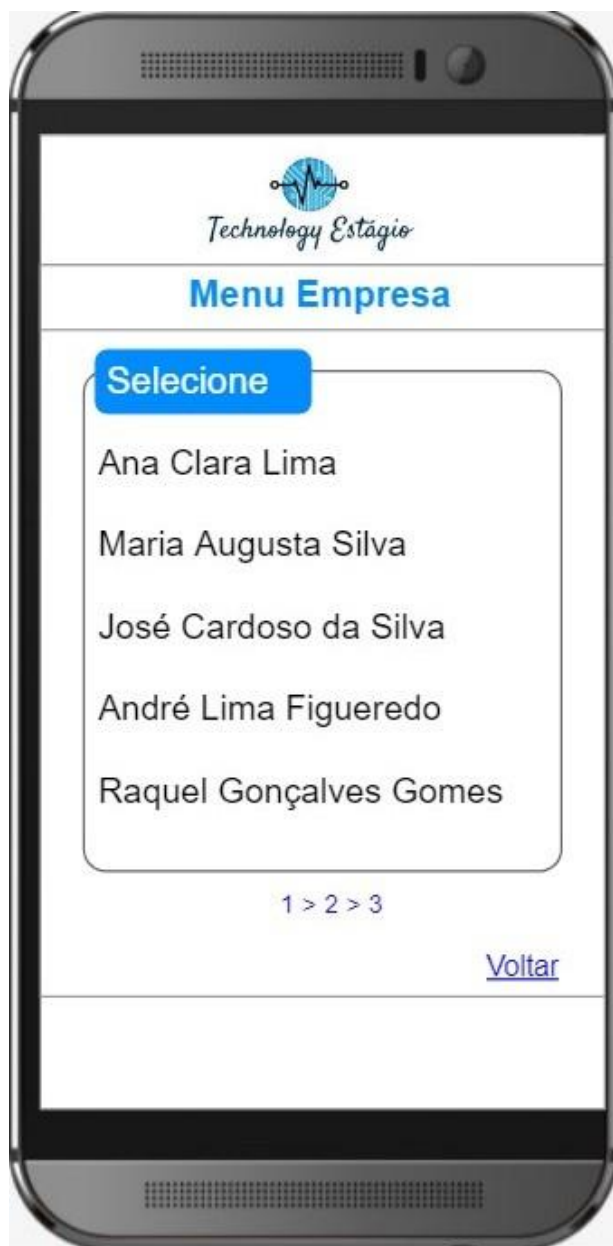 Technology Estágio
Menu Empresa
Selecione
Ana Clara Lima
Maria Augusta Silva
José Cardoso da Silva
André Lima Figueredo
Raquel Gonçalves Gomes
1 > 2 > 3
Voltar